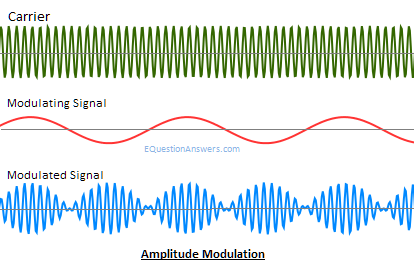 Carrier
Modulating Signal
EQuestionAnswers.com
Modulated Signal
Amplitude Modulation